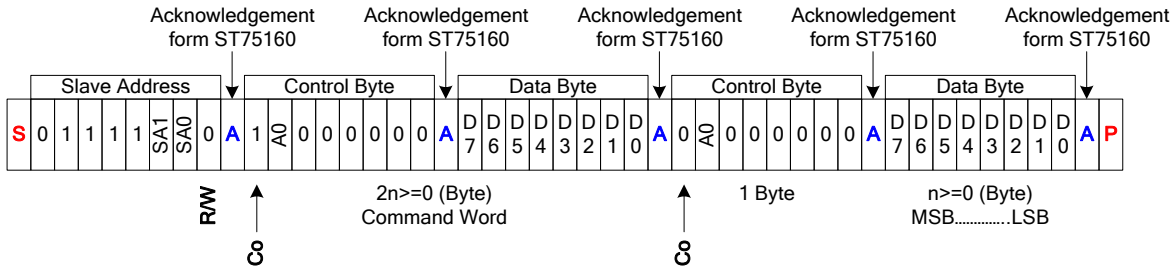 Acknowledgement Acknowledgement Acknowledgement Acknowledgement Acknowledgement
form ST75160 form ST75160 form ST75160 form ST75160 form ST75160
Slave Address Control Byte Data Byte Control Byte Data Byte
S 0 1 1 1 1 SA1 SA0 0 A 1 A0 0 0 0 0 0 0 A D7 D6 D5 D4 D3 D2 D1 D0 A 0 A0 0 0 0 0 0 0 A D7 D6 D5 D4 D3 D2 D1 D0 A P
R/W 2n>=0 (Byte) 1 Byte n>=0 (Byte)
Command Word MSB..............LSB
Co Co